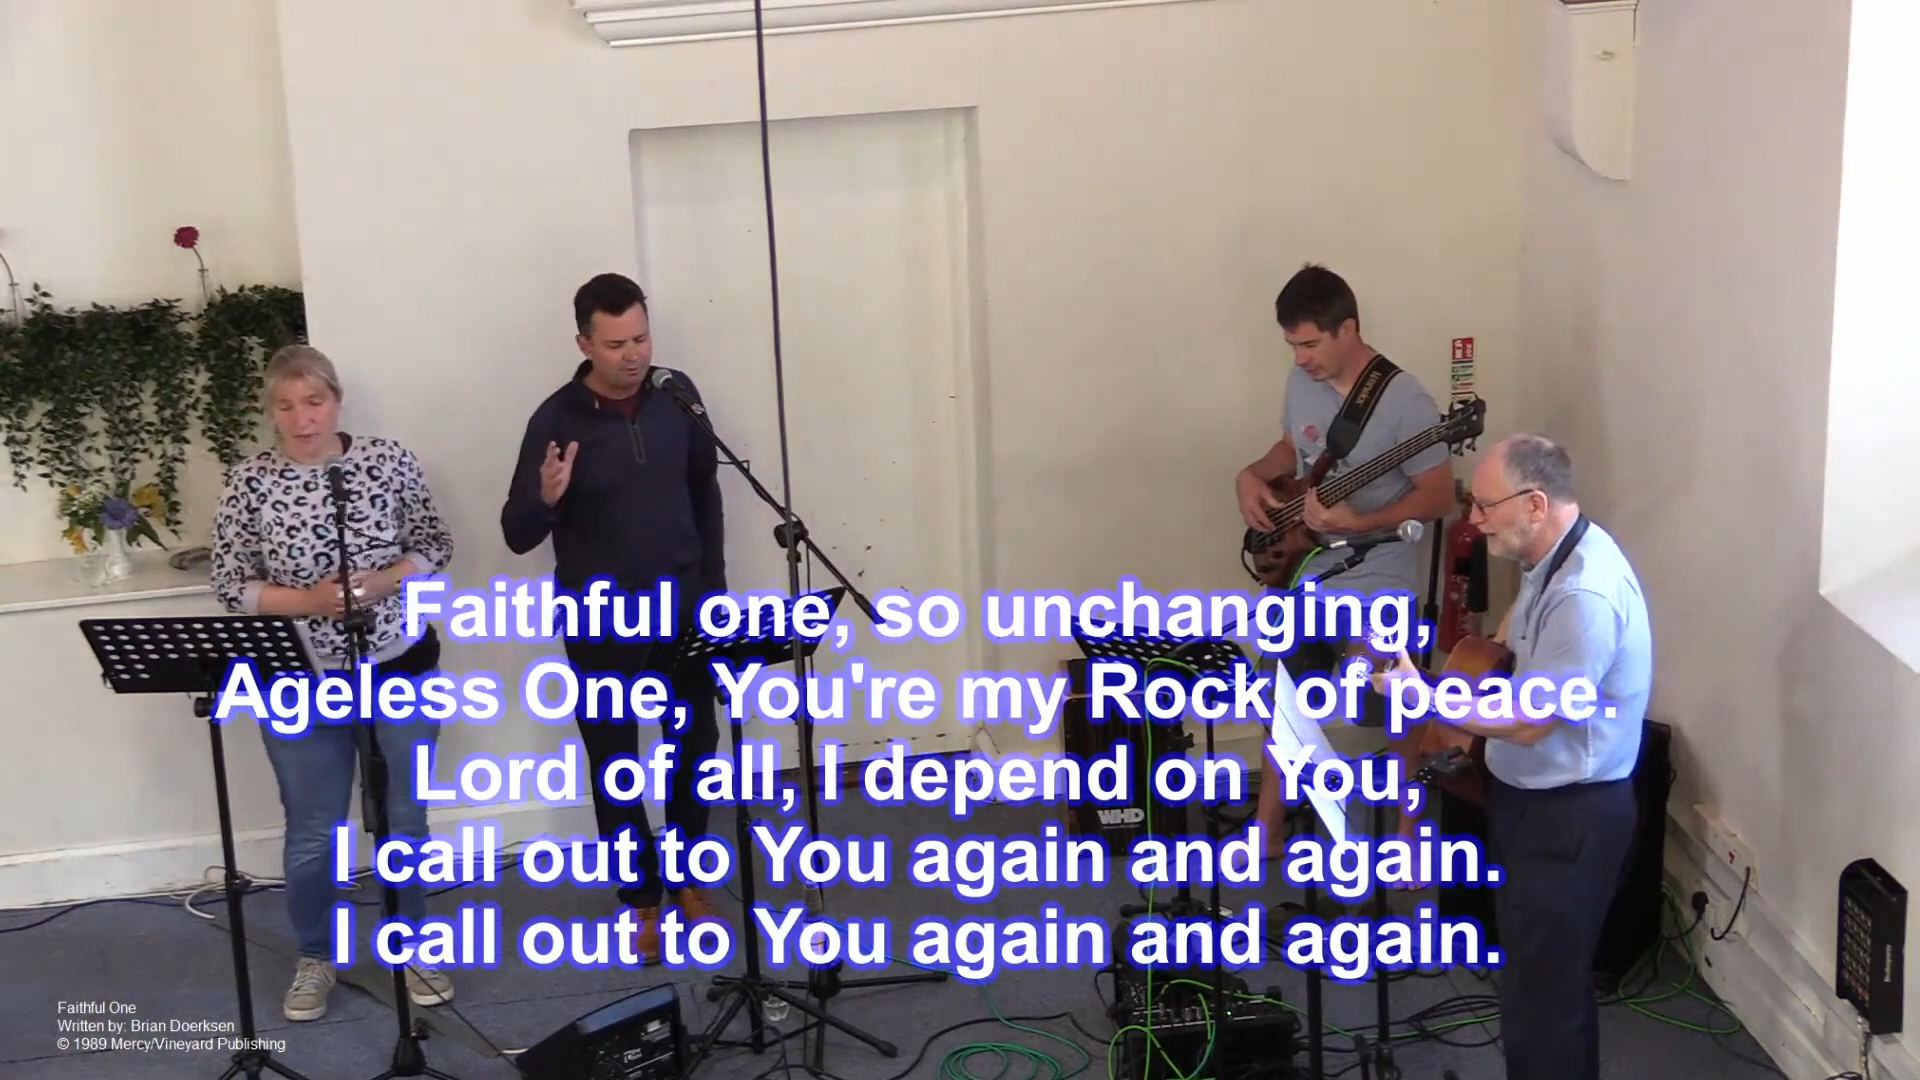 Faithful one, so unchanging,
Ageless One, You're my Rock of peace.
Lord of all, I depend on You,
I call out to You again and again.
I call out to You again and again.
WHD
Faithful One
Written by: Brian Doerksen
© 1989 Mercy/Vineyard Publishing